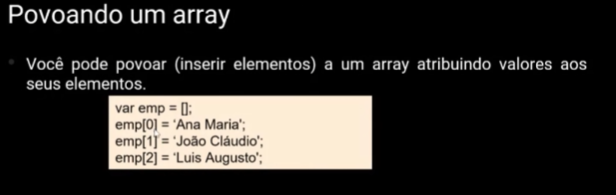 Povoando um array
Você pode povoar (inserir elementos) a um array atribuindo valores aos
seus elementos.
var emp = [];
emp[0] = ‘Ana Maria’;
emp[1] = ‘João Cláudio’;
emp[2] = ‘Luis Augusto’;